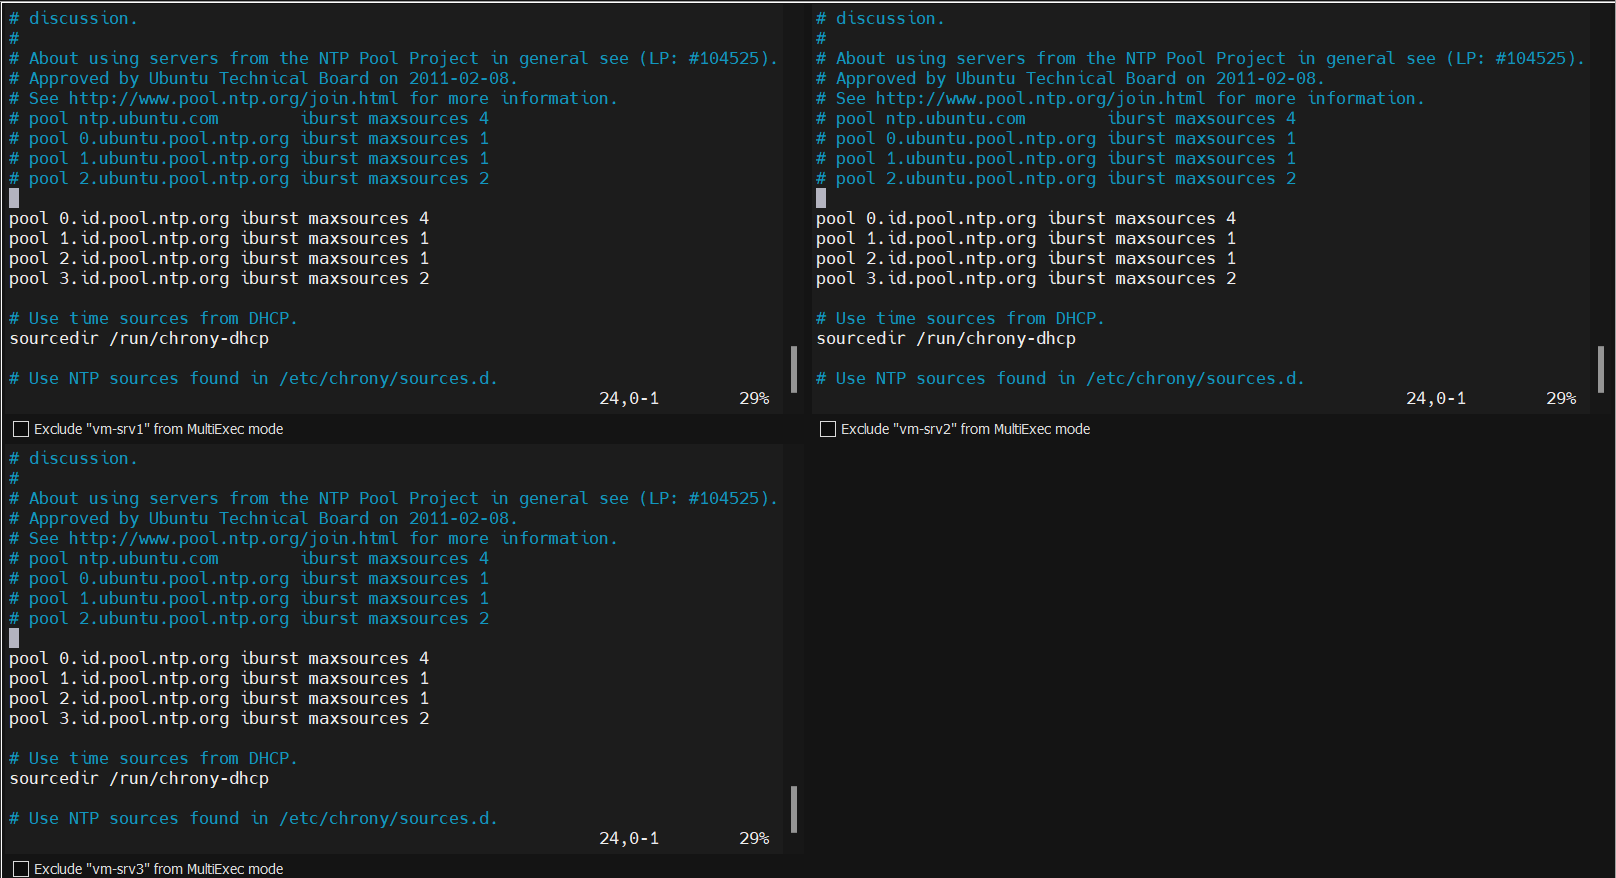 # discussion.
#
# About using servers from the NTP Pool Project in general see (LP: #104525).
# Approved by Ubuntu Technical Board on 2011-02-08.
# See http://www.pool.ntp.org/join.html for more information.
# pool ntp.ubuntu.com        iburst maxsources 4
# pool 0.ubuntu.pool.ntp.org iburst maxsources 1
# pool 1.ubuntu.pool.ntp.org iburst maxsources 1
# pool 2.ubuntu.pool.ntp.org iburst maxsources 2
pool 0.id.pool.ntp.org iburst maxsources 4
pool 1.id.pool.ntp.org iburst maxsources 1
pool 2.id.pool.ntp.org iburst maxsources 1
pool 3.id.pool.ntp.org iburst maxsources 2
# Use time sources from DHCP.
sourcedir /run/chrony-dhcp
# Use NTP sources found in /etc/chrony/sources.d.
24,0-1        29%
Exclude "vm-srv1" from MultiExec mode
# discussion.
#
# About using servers from the NTP Pool Project in general see (LP: #104525).
# Approved by Ubuntu Technical Board on 2011-02-08.
# See http://www.pool.ntp.org/join.html for more information.
# pool ntp.ubuntu.com        iburst maxsources 4
# pool 0.ubuntu.pool.ntp.org iburst maxsources 1
# pool 1.ubuntu.pool.ntp.org iburst maxsources 1
# pool 2.ubuntu.pool.ntp.org iburst maxsources 2
pool 0.id.pool.ntp.org iburst maxsources 4
pool 1.id.pool.ntp.org iburst maxsources 1
pool 2.id.pool.ntp.org iburst maxsources 1
pool 3.id.pool.ntp.org iburst maxsources 2
# Use time sources from DHCP.
sourcedir /run/chrony-dhcp
# Use NTP sources found in /etc/chrony/sources.d.
24,0-1        29%
Exclude "vm-srv2" from MultiExec mode
# discussion.
#
# About using servers from the NTP Pool Project in general see (LP: #104525).
# Approved by Ubuntu Technical Board on 2011-02-08.
# See http://www.pool.ntp.org/join.html for more information.
# pool ntp.ubuntu.com        iburst maxsources 4
# pool 0.ubuntu.pool.ntp.org iburst maxsources 1
# pool 1.ubuntu.pool.ntp.org iburst maxsources 1
# pool 2.ubuntu.pool.ntp.org iburst maxsources 2
pool 0.id.pool.ntp.org iburst maxsources 4
pool 1.id.pool.ntp.org iburst maxsources 1
pool 2.id.pool.ntp.org iburst maxsources 1
pool 3.id.pool.ntp.org iburst maxsources 2
# Use time sources from DHCP.
sourcedir /run/chrony-dhcp
# Use NTP sources found in /etc/chrony/sources.d.
24,0-1        29%
Exclude "vm-srv3" from MultiExec mode